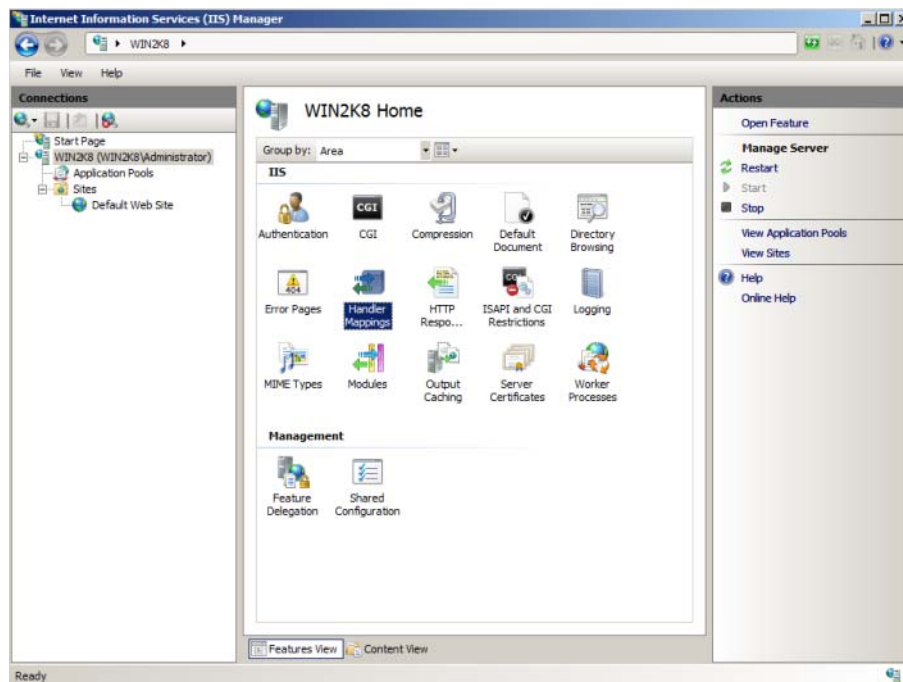 Internet Information Services (IIS) Manager
WIN2K8
File View Help
Connections
Start Page
WIN2K8 (WIN2K8\Administrator)
Application Pools
Sites
Default Web Site
WIN2K8 Home
Group by: Area
IIS
Authentication
CGI
CGI
Compression
Default
Document
Directory
Browsing
404
Error Pages
Handler
Mappings
HTTP
Respo...
ISAPI and CGI
Restrictions
Logging
MIME Types
Modules
Output
Caching
Server
Certificates
Worker
Processes
Management
Feature
Delegation
Shared
Configuration
Features View
Content View
Actions
Open Feature
Manage Server
Restart
Start
Stop
View Application Pools
View Sites
Help
Online Help
Ready